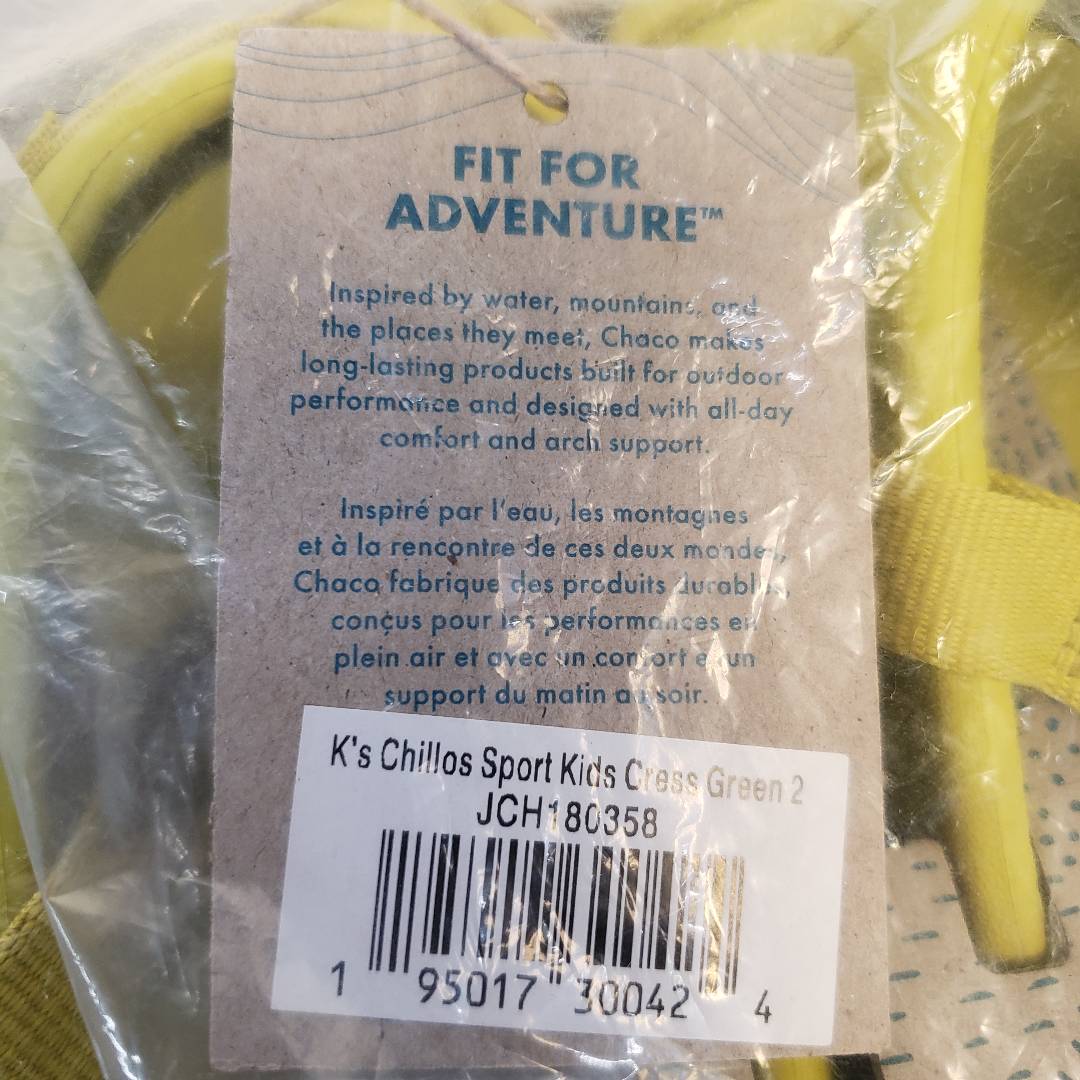 FIT FOR
ADVENTURE™
Inspired by water, mountains, and
the places they meet, Chaco makes
long-lasting products built for outdoor
performance and designed with all-day
comfort and arch support.
Inspiré par l'eau, les montagnes
et à la rencontre de ces deux mondes,
Chaco fabrique des produits durables,
conçus pour les performances en
plein air et avec un confort et un
support du matin au soir.
K's Chillos Sport Kids Cress Green 2
JCH180358
1 95017 30042 4